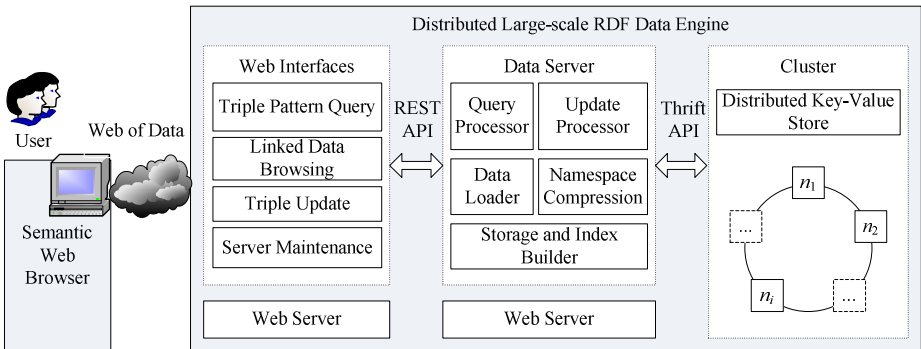 Distributed Large-scale RDF Data Engine
User
Web of Data
Semantic
Web
Browser
Web Interfaces
Triple Pattern Query
Linked Data
Browsing
Triple Update
Server Maintenance
Web Server
REST
API
Data Server
Query
Processor
Update
Processor
Data
Loader
Namespace
Compression
Storage and Index
Builder
Web Server
Thrift
API
Cluster
Distributed Key-Value
Store
n1
...
n2
ni
...